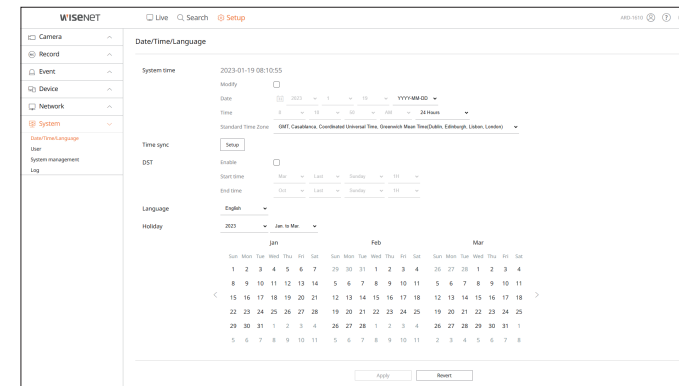 WISENET
Live Search Setup
ARD-1610
Camera
Record
Event
Device
Network
System
Date/Time/Language
User
System management
Log
Date/Time/Language
System time 2023-01-19 08:10:55
Modify
Date 2023 1 19 YYYY-MM-DD
Time 8 10 50 AM 24 Hours
Standard Time Zone GMT, Casablanca, Coordinated Universal Time, Greenwich Mean Time(Dublin, Edinburgh, Lisbon, London)
Time sync Setup
DST Enable
Start time Mar Last Sunday 1H
End time Oct Last Sunday 1H
Language English
Holiday 2023 Jan. to Mar.
Jan Feb Mar
Sun Mon Tue Wed Thu Fri Sat Sun Mon Tue Wed Thu Fri Sat Sun Mon Tue Wed Thu Fri Sat
1 2 3 4 5 6 7 29 30 31 1 2 3 4 26 27 28 1 2 3 4
8 9 10 11 12 13 14 5 6 7 8 9 10 11 5 6 7 8 9 10 11
15 16 17 18 19 20 21 12 13 14 15 16 17 18 12 13 14 15 16 17 18
22 23 24 25 26 27 28 19 20 21 22 23 24 25 19 20 21 22 23 24 25
29 30 31 1 2 3 4 26 27 28 1 2 3 4 26 27 28 29 30 31 1
5 6 7 8 9 10 11 5 6 7 8 9 10 11 2 3 4 5 6 7 8
Apply Revert